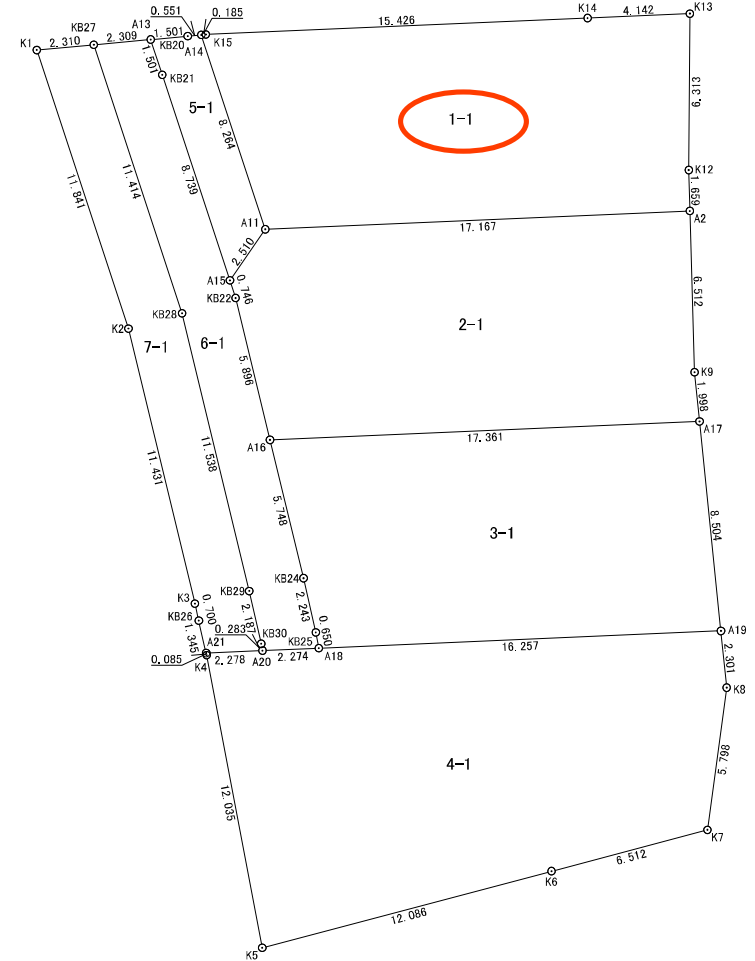 0.551
0.185
K13
K14
4.142
15.426
A13
KB27
K1
2.310
2.309
1.501
KB20
A14
K15
1.501
KB21
5-1
8.264
1-1
6.313
K12
1.659
A2
11.841
11.414
8.739
A11
17.167
2.510
A15
0.746
KB22
6.512
KB28
K2
7-1
6-1
2-1
5.896
K9
1.998
A17
A16
17.361
11.431
11.538
5.748
8.504
3-1
KB24
KB29
2.243
K3
0.700
KB26
2.187
0.283
KB30
KB25
0.650
A19
1.345
A21
0.085
K4
2.278
A20
2.274
A18
16.257
2.301
K8
4-1
5.798
12.035
K7
6.512
K6
12.086
K5